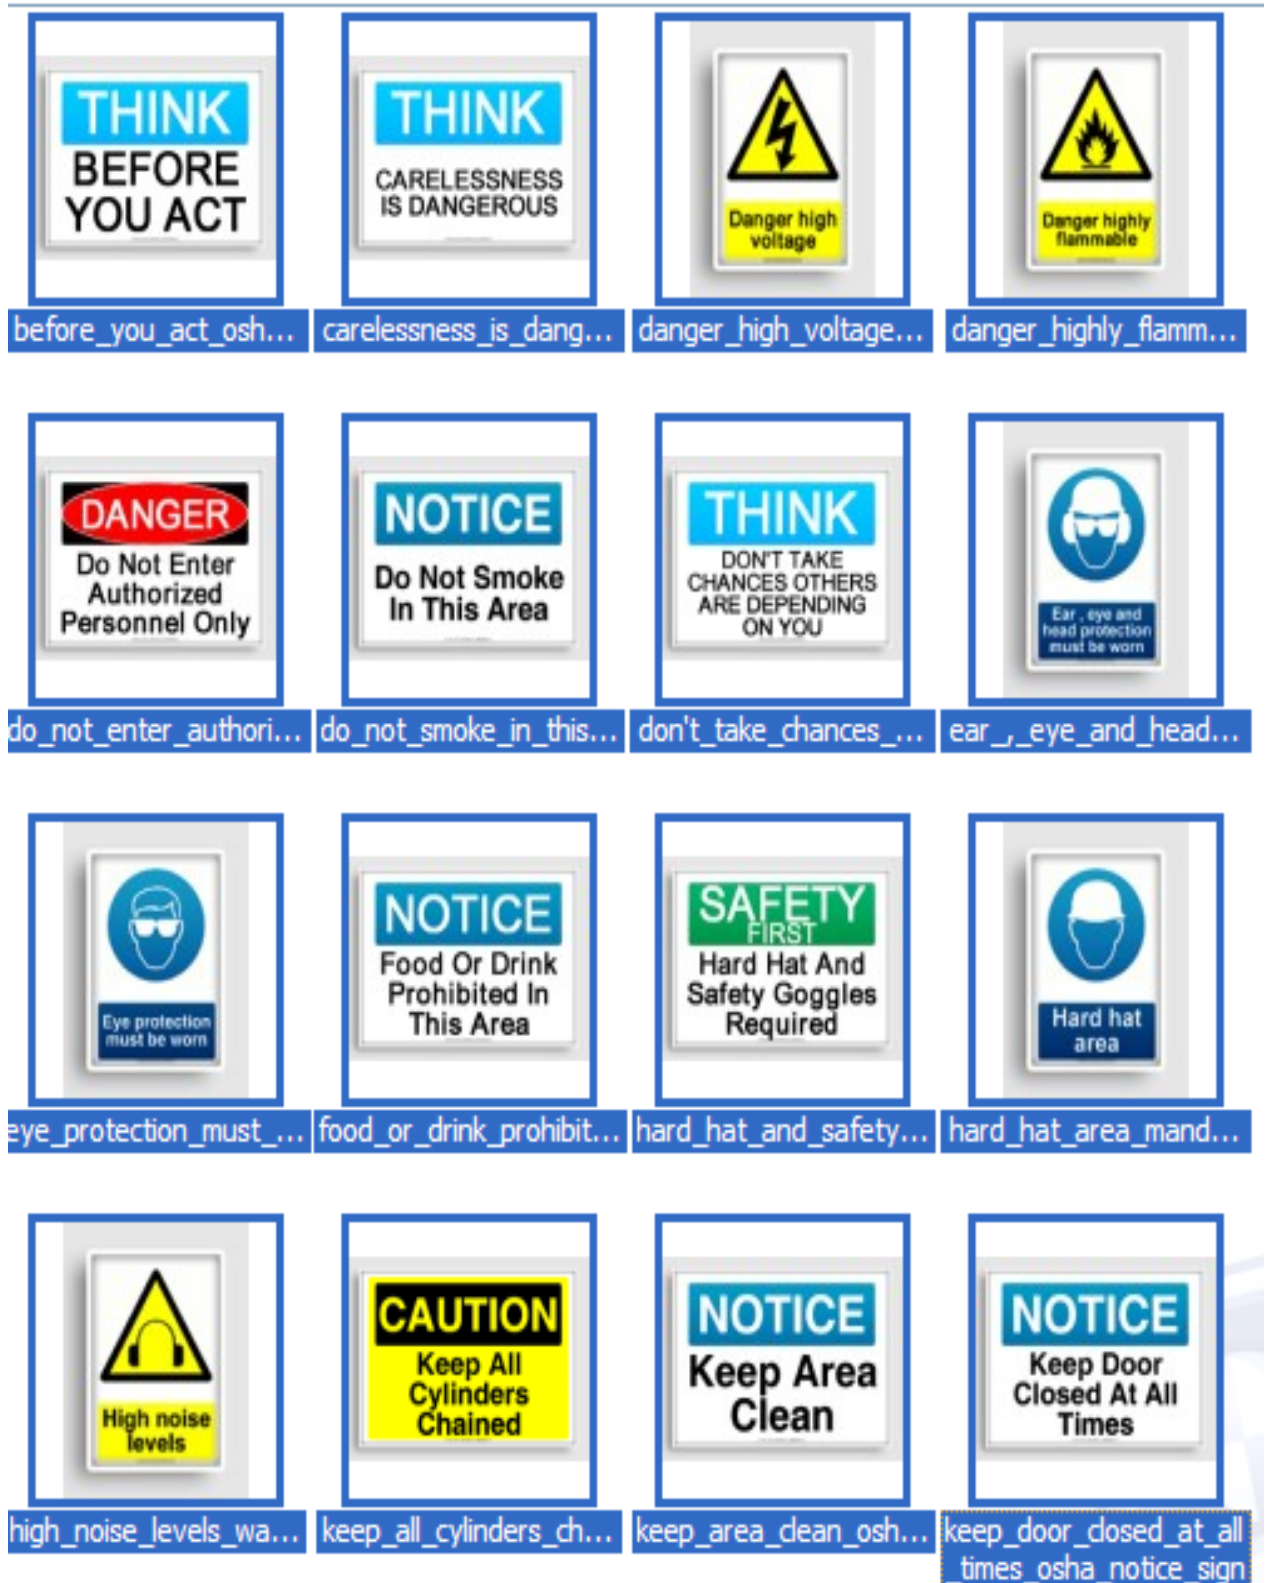 THINK
BEFORE
YOU ACT
before_you_act_osh...
THINK
CARELESSNESS
IS DANGEROUS
carelessness_is_dang...
Danger high
voltage
danger_high_voltage...
Danger highly
flammable
danger_highly_flamm...
DANGER
Do Not Enter
Authorized
Personnel Only
do_not_enter_authori...
NOTICE
Do Not Smoke
In This Area
do_not_smoke_in_this...
THINK
DON'T TAKE
CHANCES OTHERS
ARE DEPENDING
ON YOU
don't_take_chances_...
Ear , eye and
head protection
must be worn
ear_,_eye_and_head...
Eye protection
must be worn
eye_protection_must_...
NOTICE
Food Or Drink
Prohibited In
This Area
food_or_drink_prohibit...
SAFETY
FIRST
Hard Hat And
Safety Goggles
Required
hard_hat_and_safety...
Hard hat
area
hard_hat_area_mand...
High noise
levels
high_noise_levels_wa...
CAUTION
Keep All
Cylinders
Chained
keep_all_cylinders_ch...
NOTICE
Keep Area
Clean
keep_area_clean_osh...
NOTICE
Keep Door
Closed At All
Times
keep_door_closed_at_all
_times_osha_notice_sign